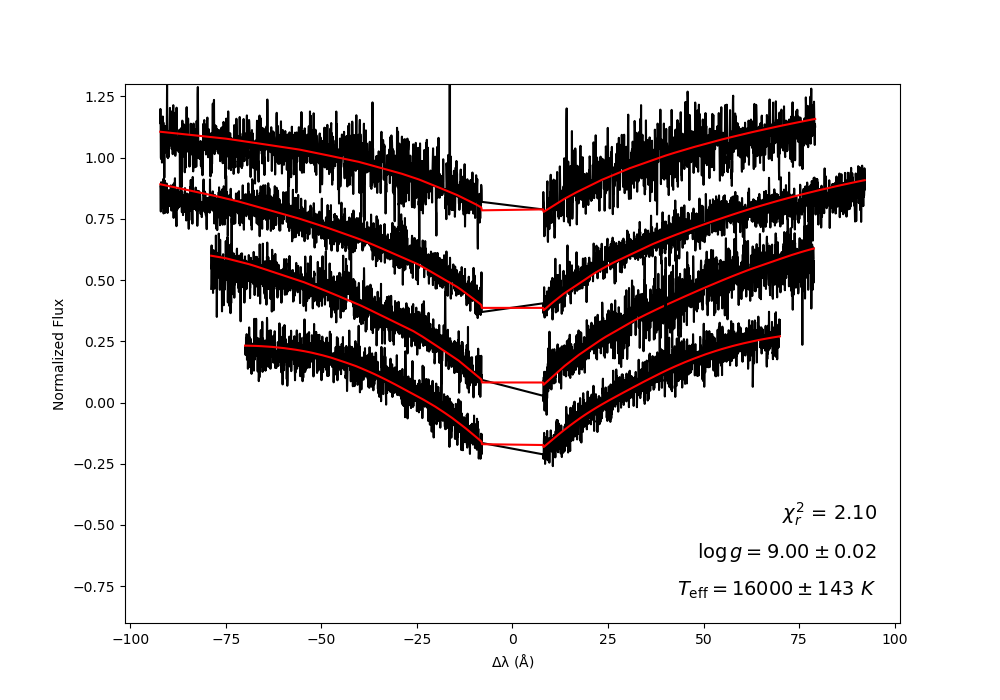 1.25
1.00
0.75
0.50
0.25
0.00
−0.25
−0.50
−0.75
Normalized Flux
χ²ᵣ = 2.10
log g = 9.00 ± 0.02
T_eff = 16000 ± 143 K
−100 −75 −50 −25 0 25 50 75 100
Δλ (Å)